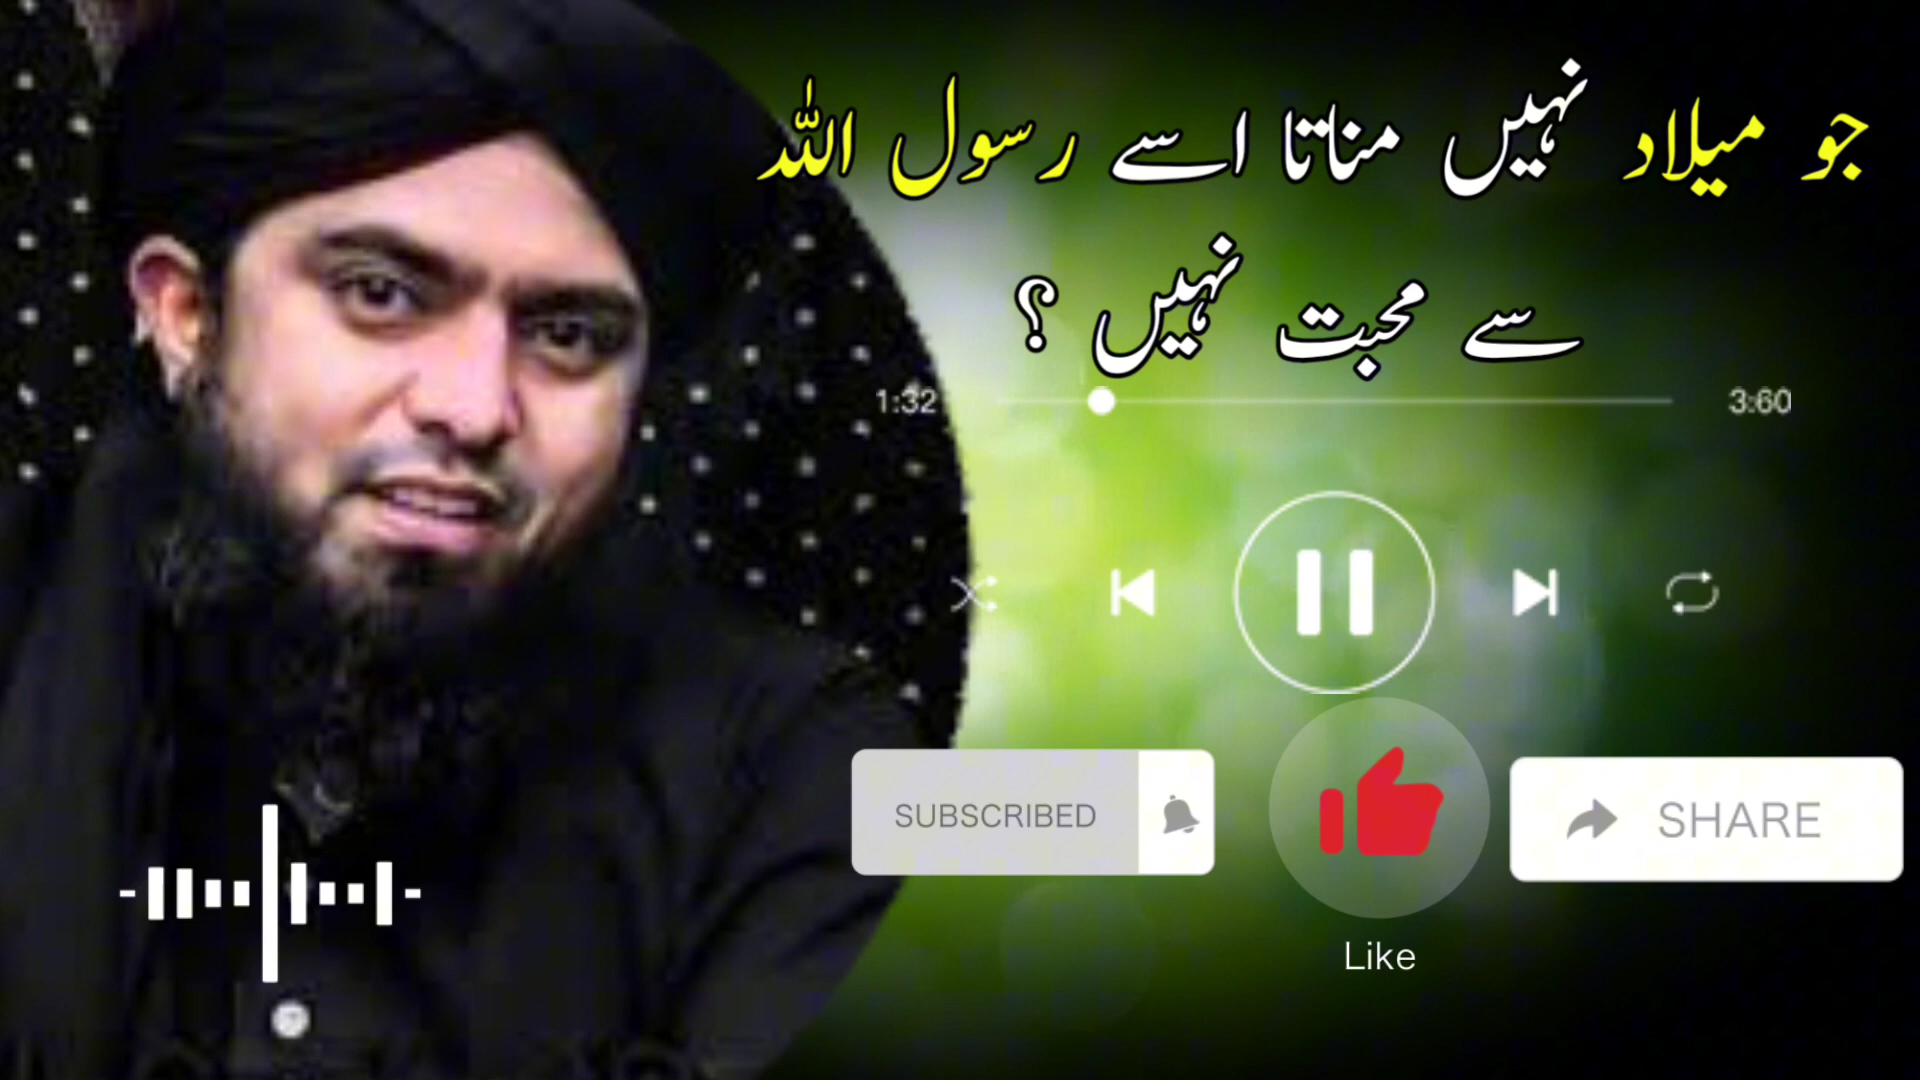 جو میلاد نہیں مناتا اسے رسول اللہ
سے محبت نہیں ؟
1:32
3:60
SUBSCRIBED
SHARE
Like